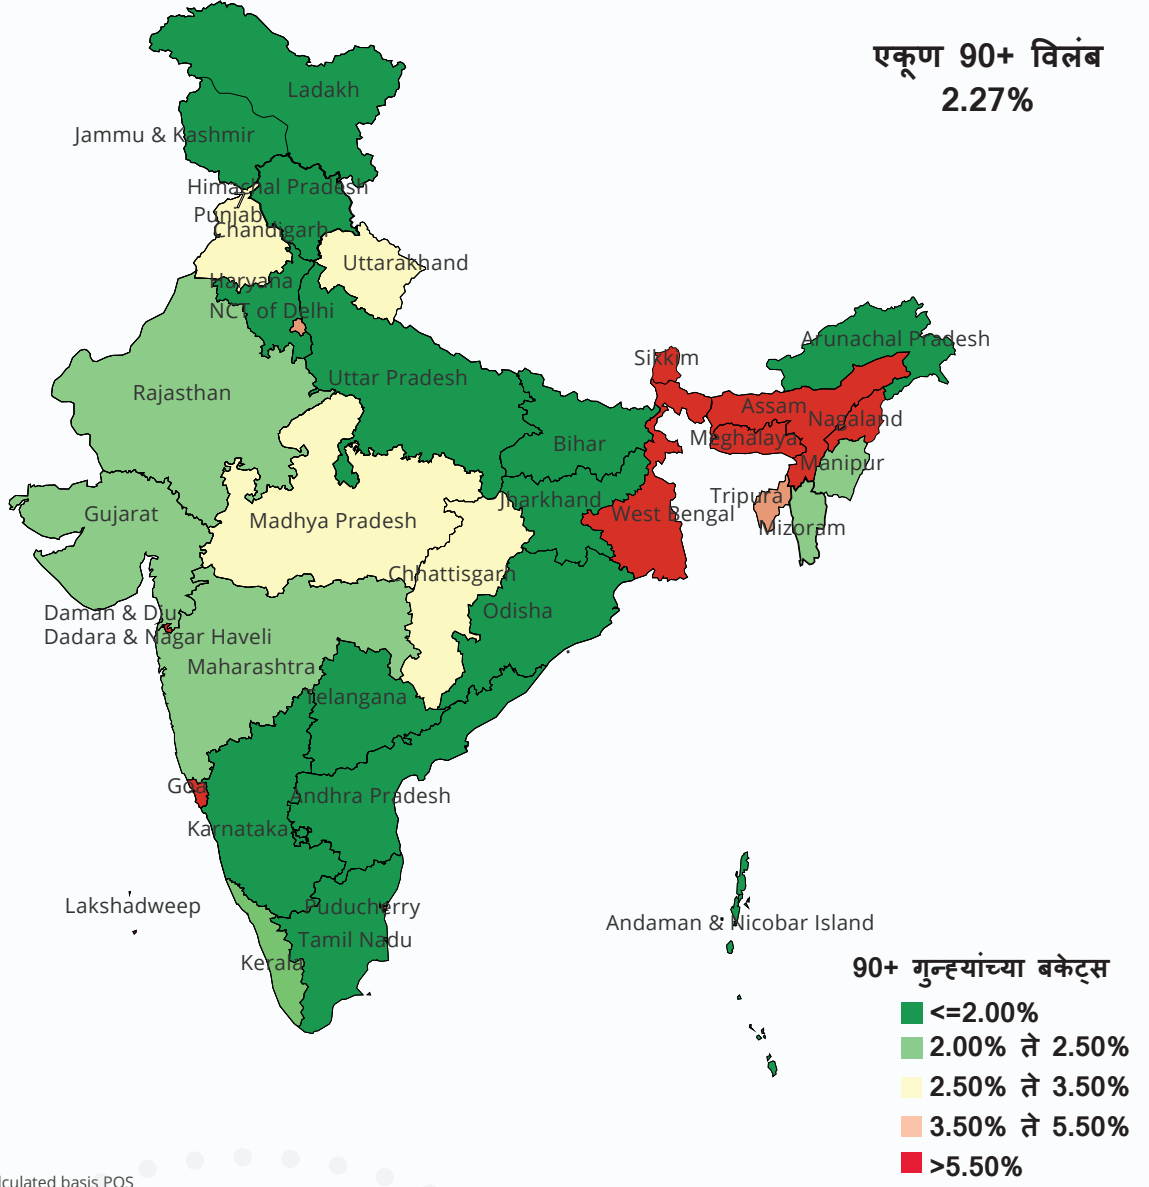 एकूण 90+ विलंब
2.27%
Ladakh
Jammu & Kashmir
Himachal Pradesh
Punjab
Chandigarh
Uttarakhand
Haryana
NCT of Delhi
Arunachal Pradesh
Sikkim
Uttar Pradesh
Rajasthan
Assam
Nagaland
Meghalaya
Bihar
Manipur
Jharkhand
Tripura
Gujarat
Madhya Pradesh
West Bengal
Mizoram
Chhattisgarh
Odisha
Daman & Diu
Dadara & Nagar Haveli
Maharashtra
Telangana
Goa
Andhra Pradesh
Karnataka
Lakshadweep
Puducherry
Andaman & Nicobar Island
Tamil Nadu
Kerala
90+ गुन्ह्यांच्या बकेट्स
<=2.00%
2.00% ते 2.50%
2.50% ते 3.50%
3.50% ते 5.50%
>5.50%
lculated basis POS